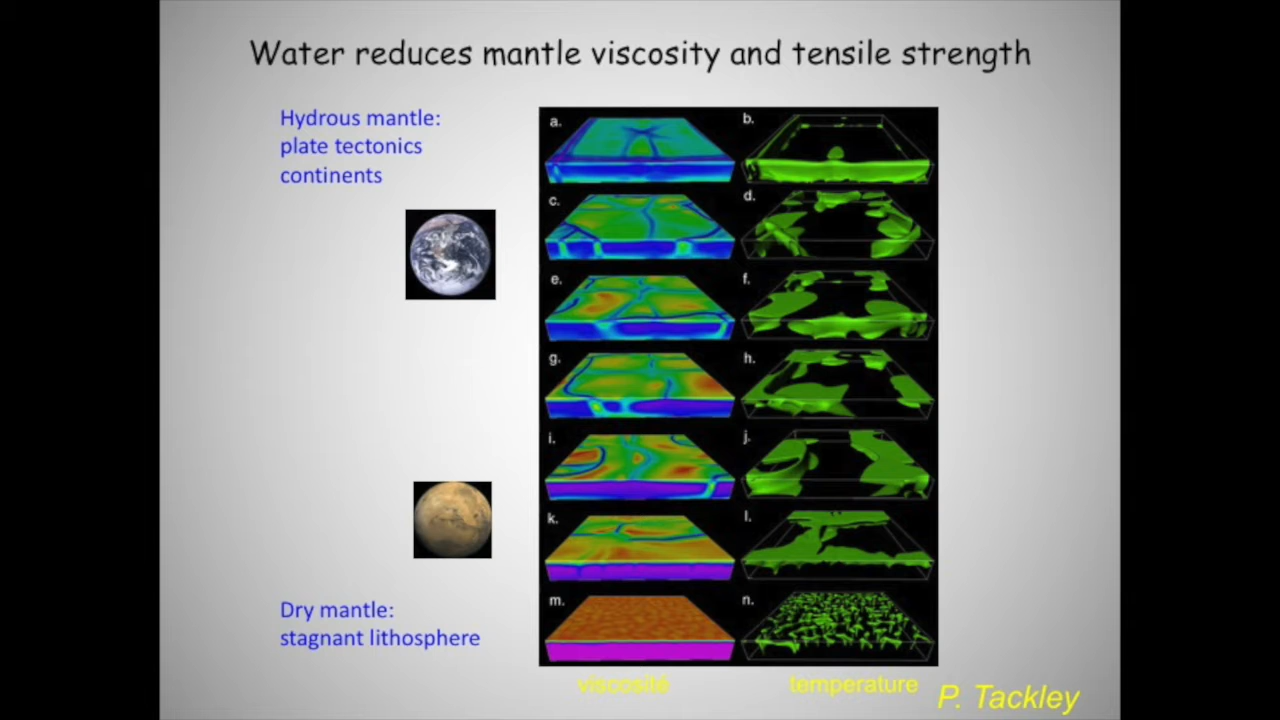 Water reduces mantle viscosity and tensile strength
Hydrous mantle:
plate tectonics
continents
a.
b.
c.
d.
e.
f.
g.
h.
i.
j.
k.
l.
m.
n.
Dry mantle:
stagnant lithosphere
viscosité
temperature
P. Tackley